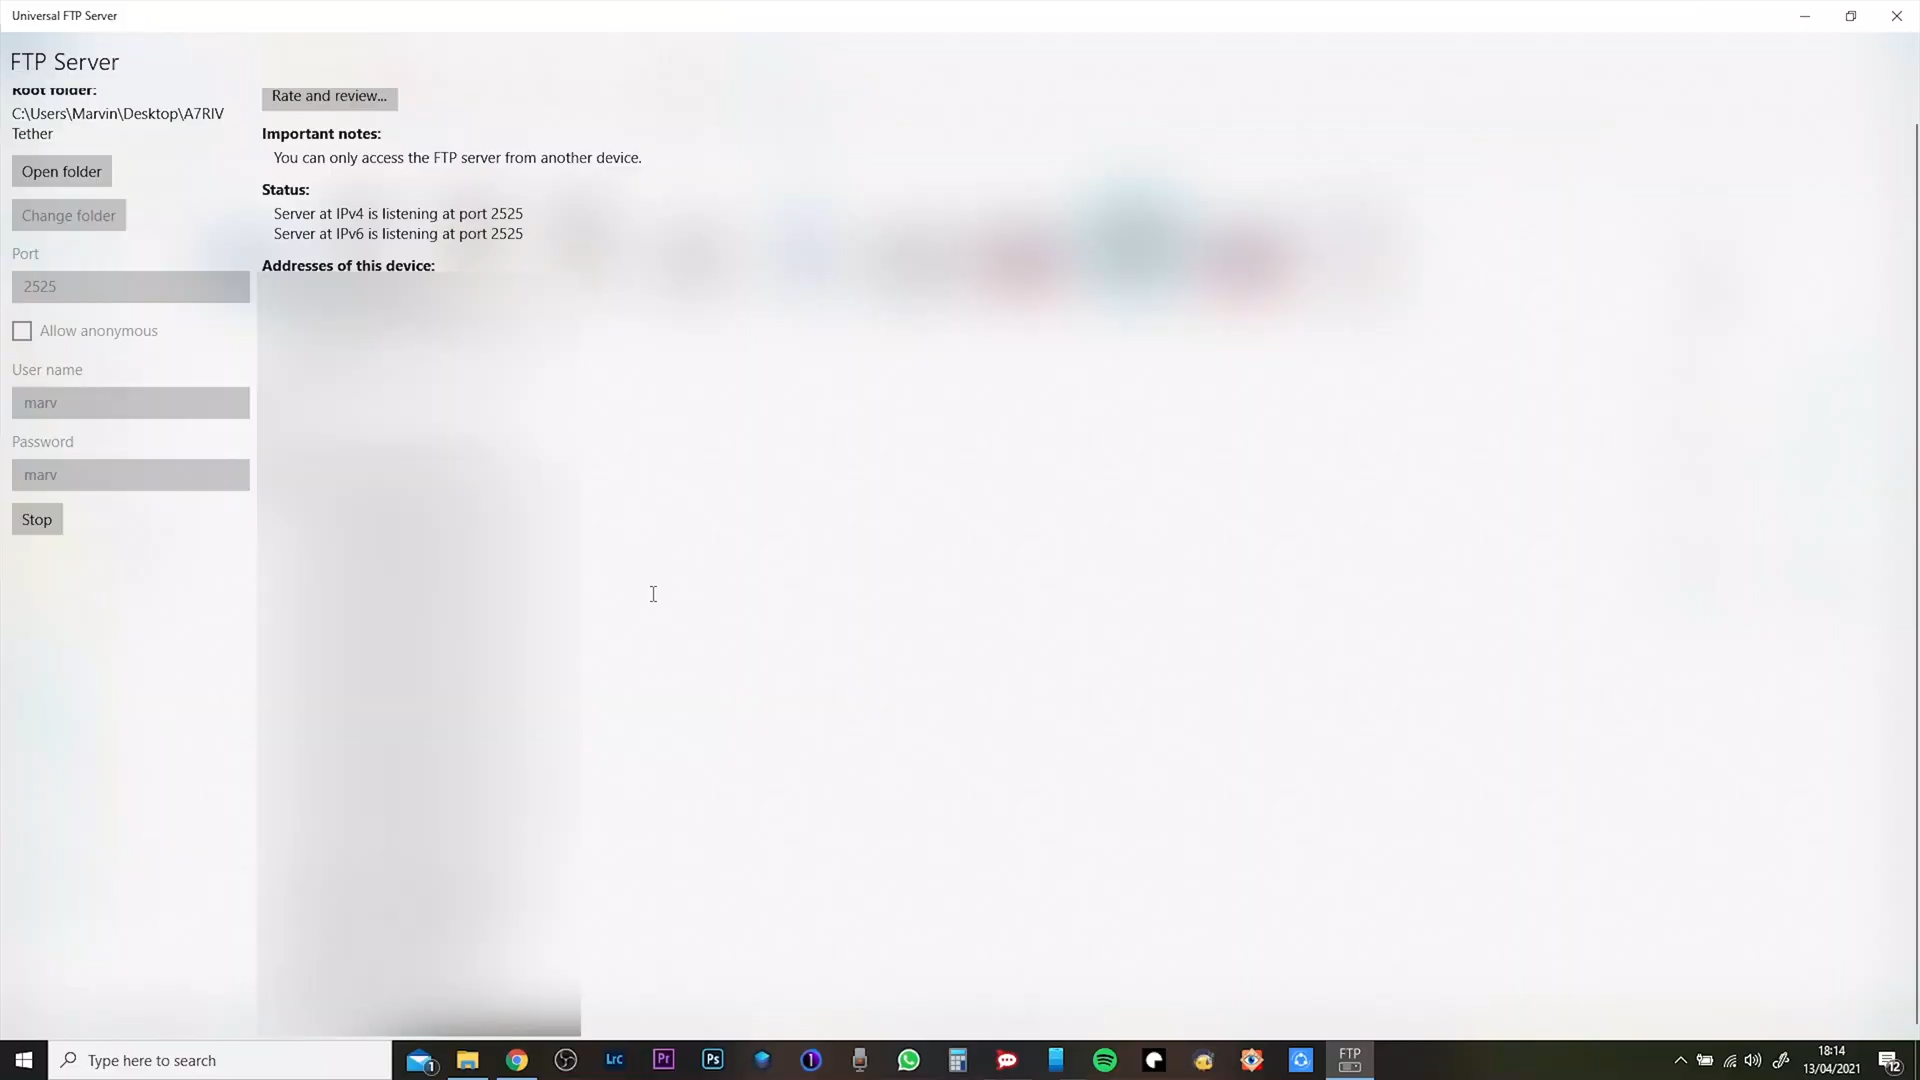 Universal FTP Server
FTP Server
Root folder:
C:\Users\Marvin\Desktop\A7RIV
Tether
Open folder
Change folder
Port
2525
Allow anonymous
User name
marv
Password
marv
Stop
Rate and review...
Important notes:
You can only access the FTP server from another device.
Status:
Server at IPv4 is listening at port 2525
Server at IPv6 is listening at port 2525
Addresses of this device:
Type here to search
1
LrC
Pr
Ps
FTP
18:14
13/04/2021
12